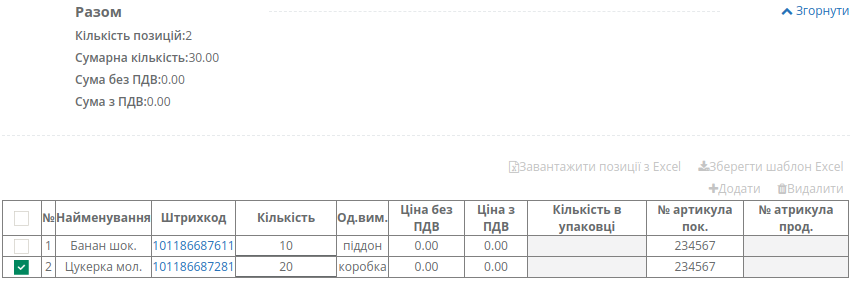 Разом
Згорнути
Кількість позицій:2
Сумарна кількість:30.00
Сума без ПДВ:0.00
Сума з ПДВ:0.00
Завантажити позиції з Excel Зберегти шаблон Excel
Додати Видалити
№ Найменування Штрихкод Кількість Од.вим. Ціна без ПДВ Ціна з ПДВ Кількість в упаковці № артикула пок. № атрикула прод.
1 Банан шок. 101186687611 10 піддон 0.00 0.00 234567
2 Цукерка мол. 101186687281 20 коробка 0.00 0.00 234567